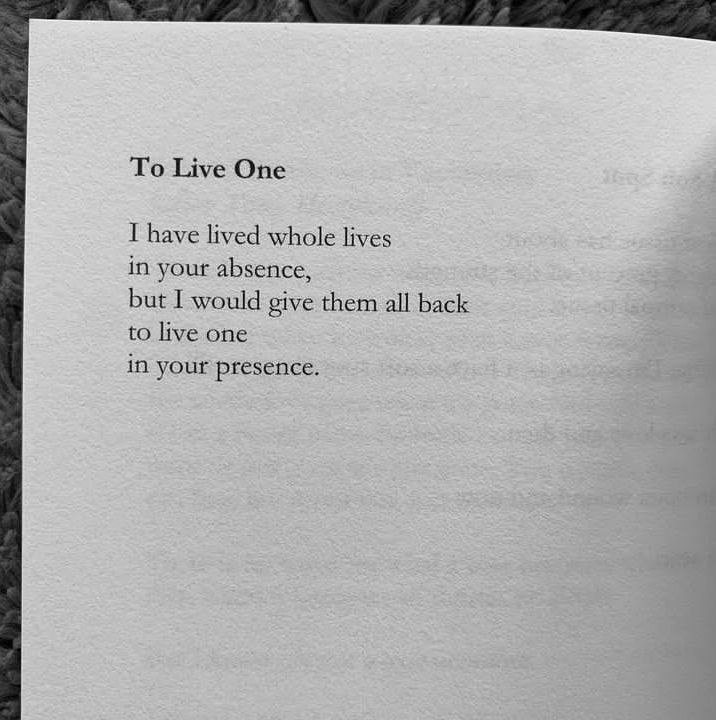 To Live One
I have lived whole lives
in your absence,
but I would give them all back
to live one
in your presence.